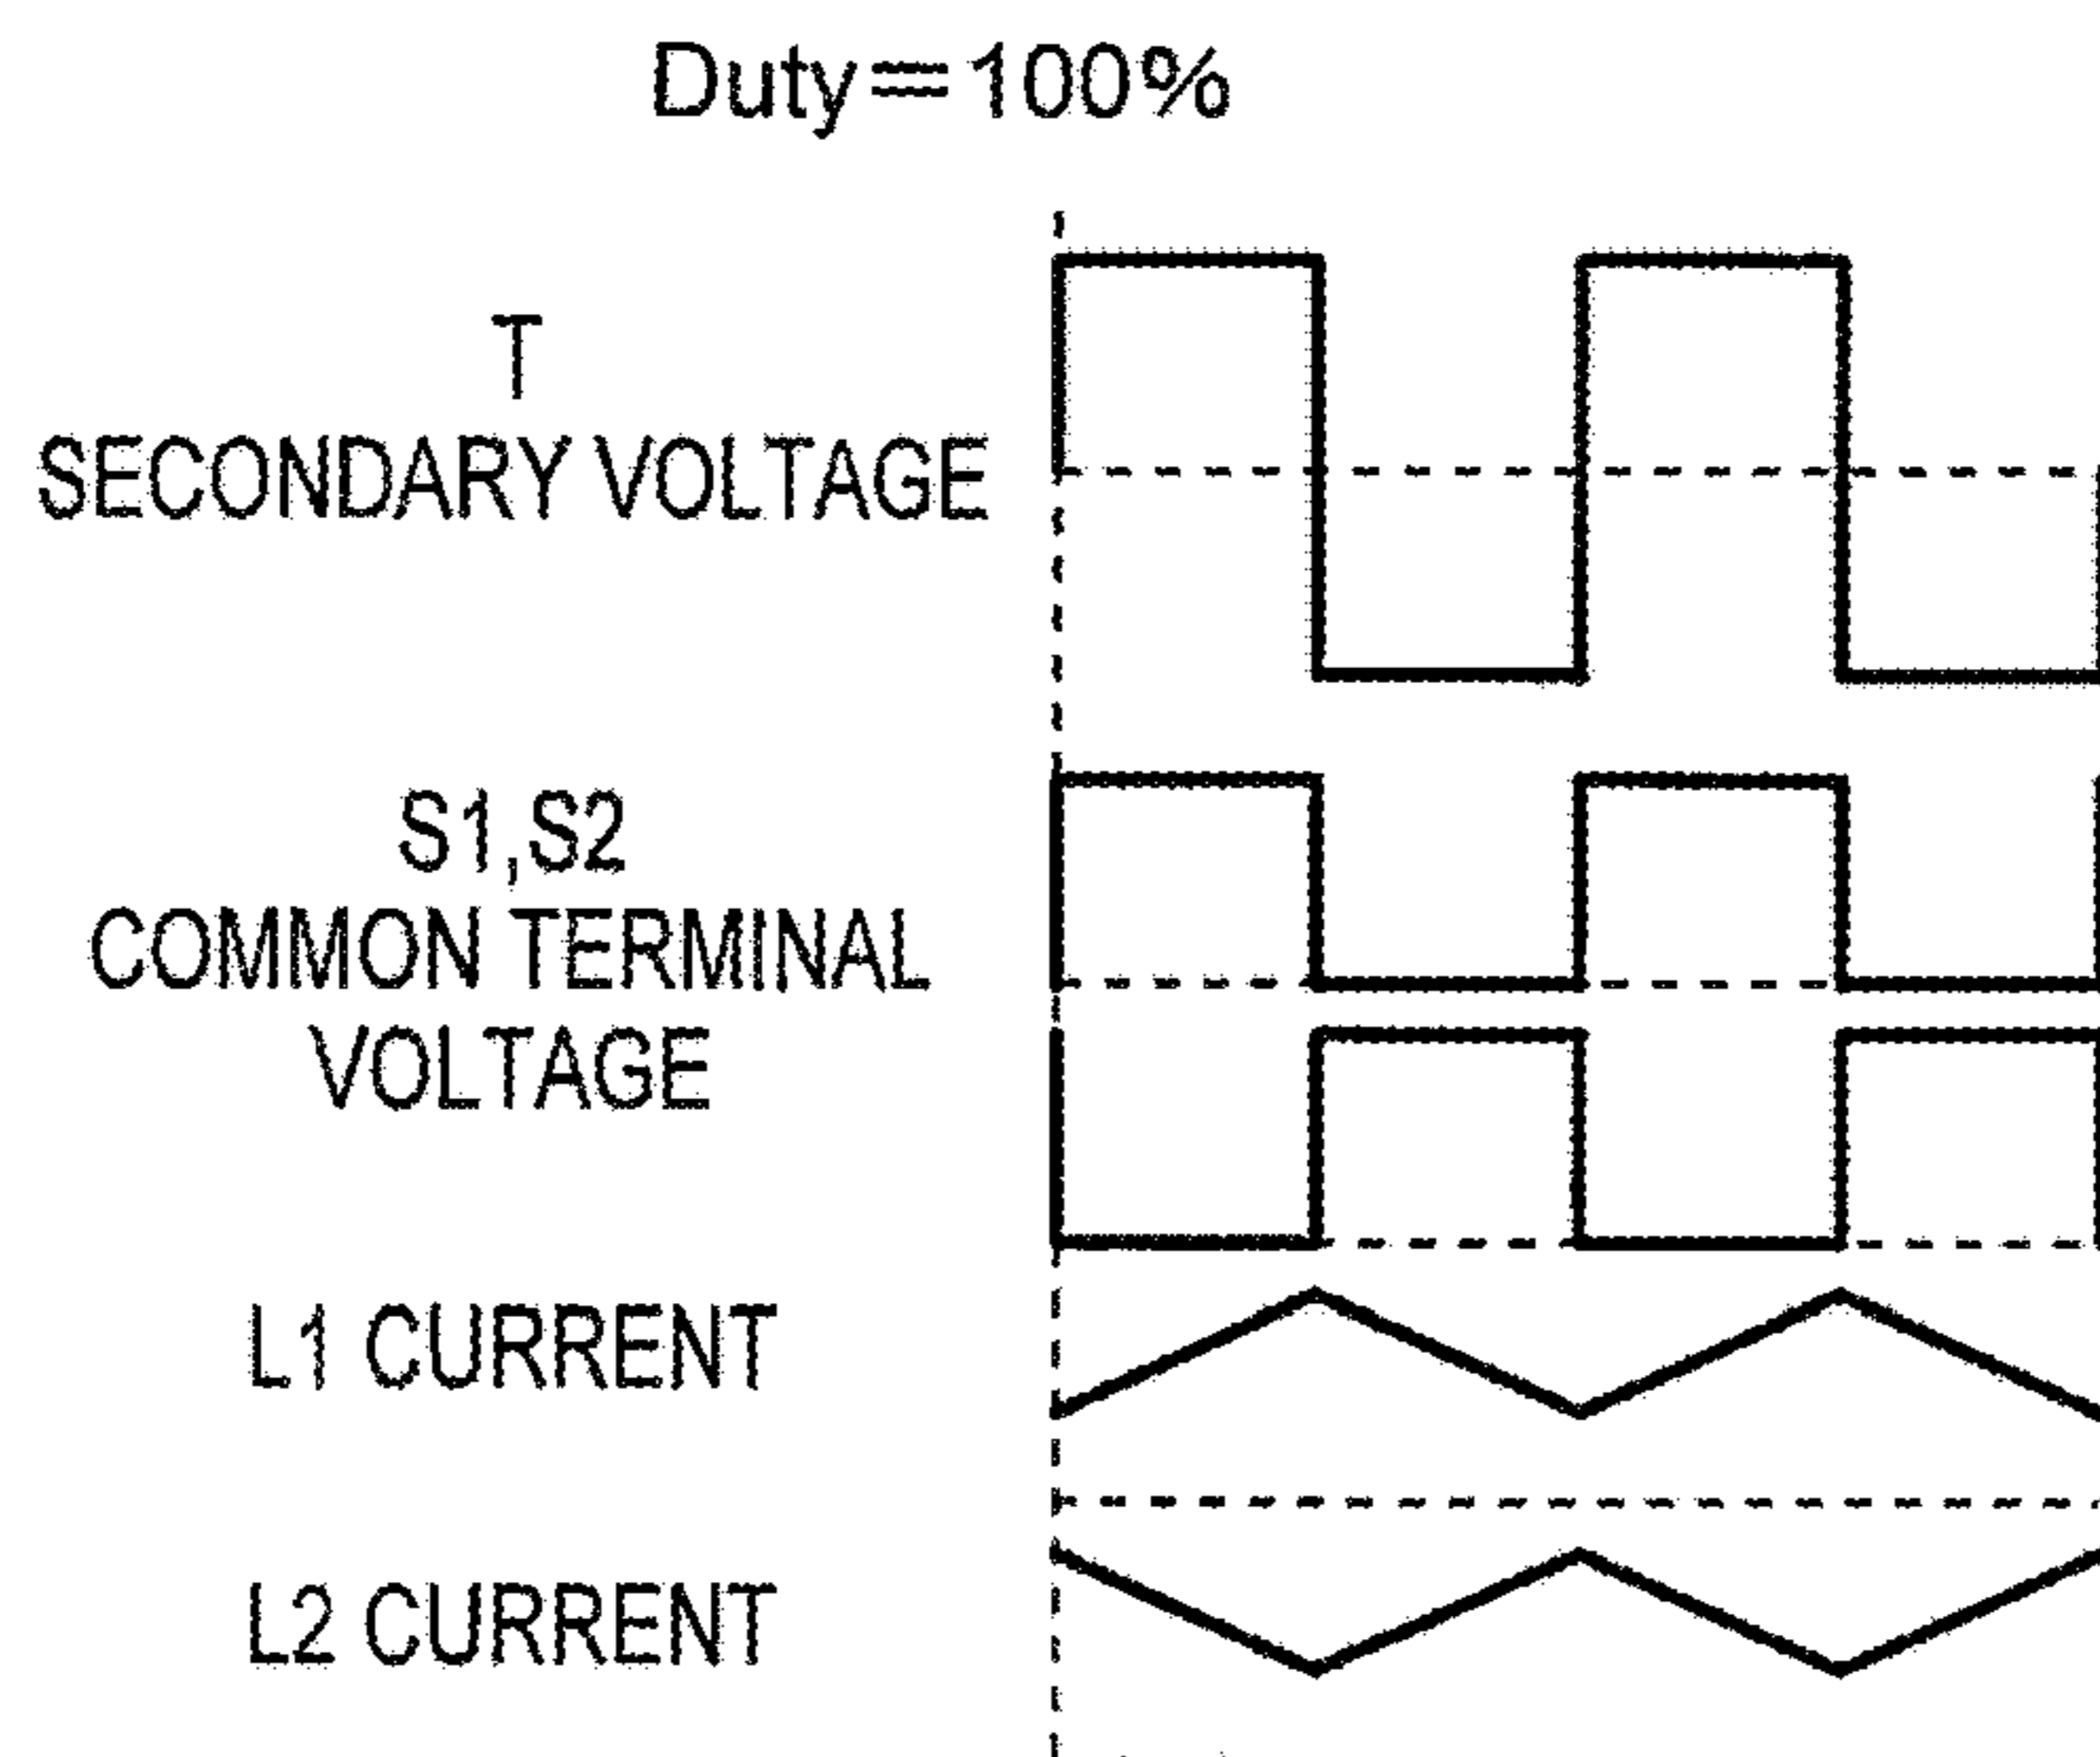 Duty=100%
T
SECONDARY VOLTAGE
S1,S2
COMMON TERMINAL
VOLTAGE
L1 CURRENT
L2 CURRENT